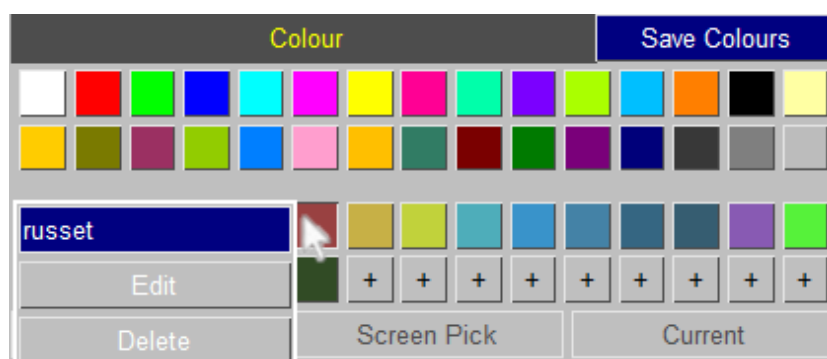 Colour Save Colours
russet
Edit + + + + + + + + +
Delete Screen Pick Current